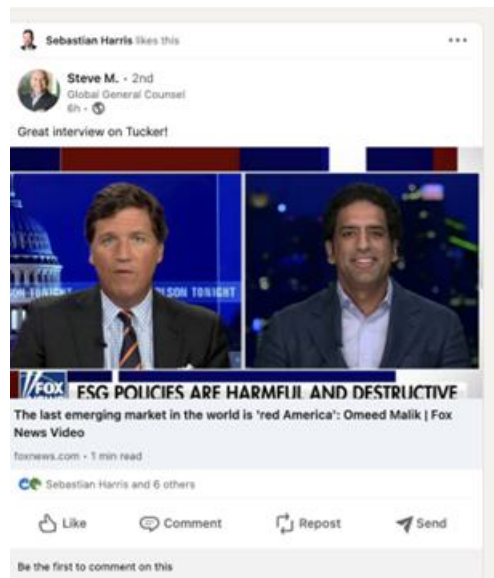 Sebastian Harris likes this
Steve M. · 2nd
Global General Counsel
6h ·
Great interview on Tucker!
SON TONIGHT
FOX
ESG POLICIES ARE HARMFUL AND DESTRUCTIVE
The last emerging market in the world is 'red America': Omeed Malik | Fox
News Video
foxnews.com · 1 min read
Sebastian Harris and 6 others
Like
Comment
Repost
Send
Be the first to comment on this